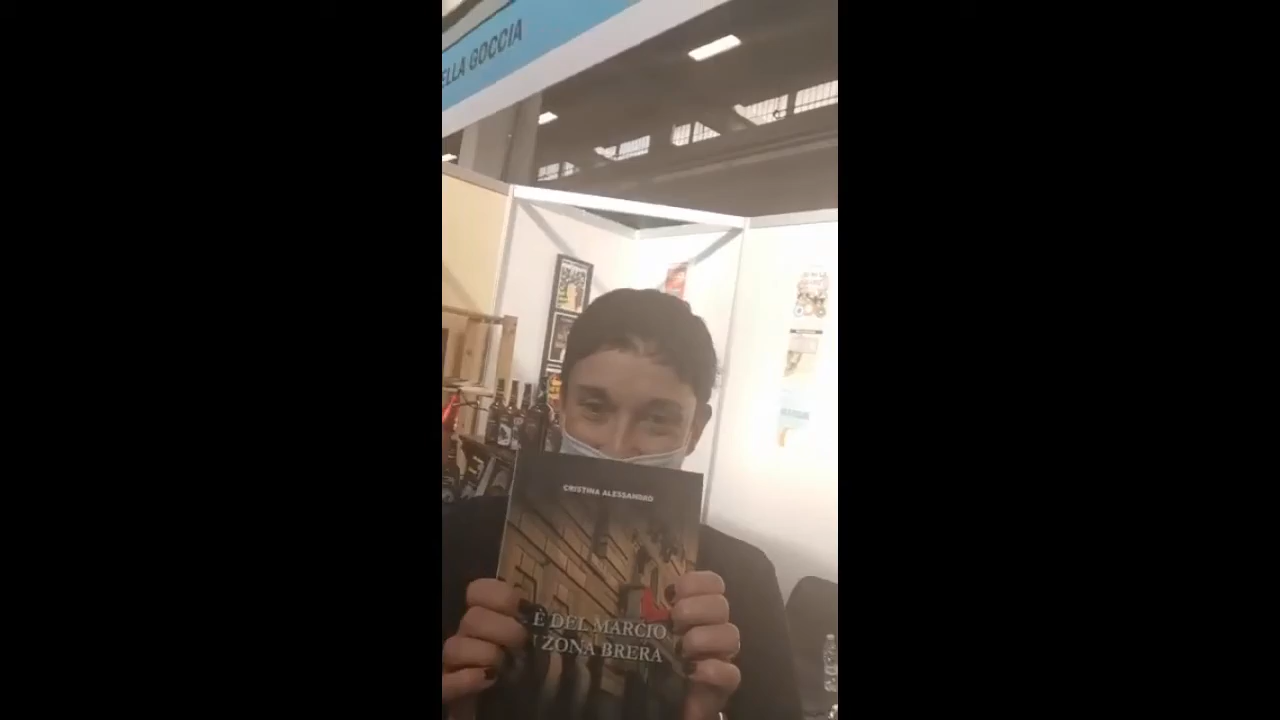 ELLA GOCCIA
CRISTINA ALESSANDRO
È DEL MARCIO
ZONA BRERA